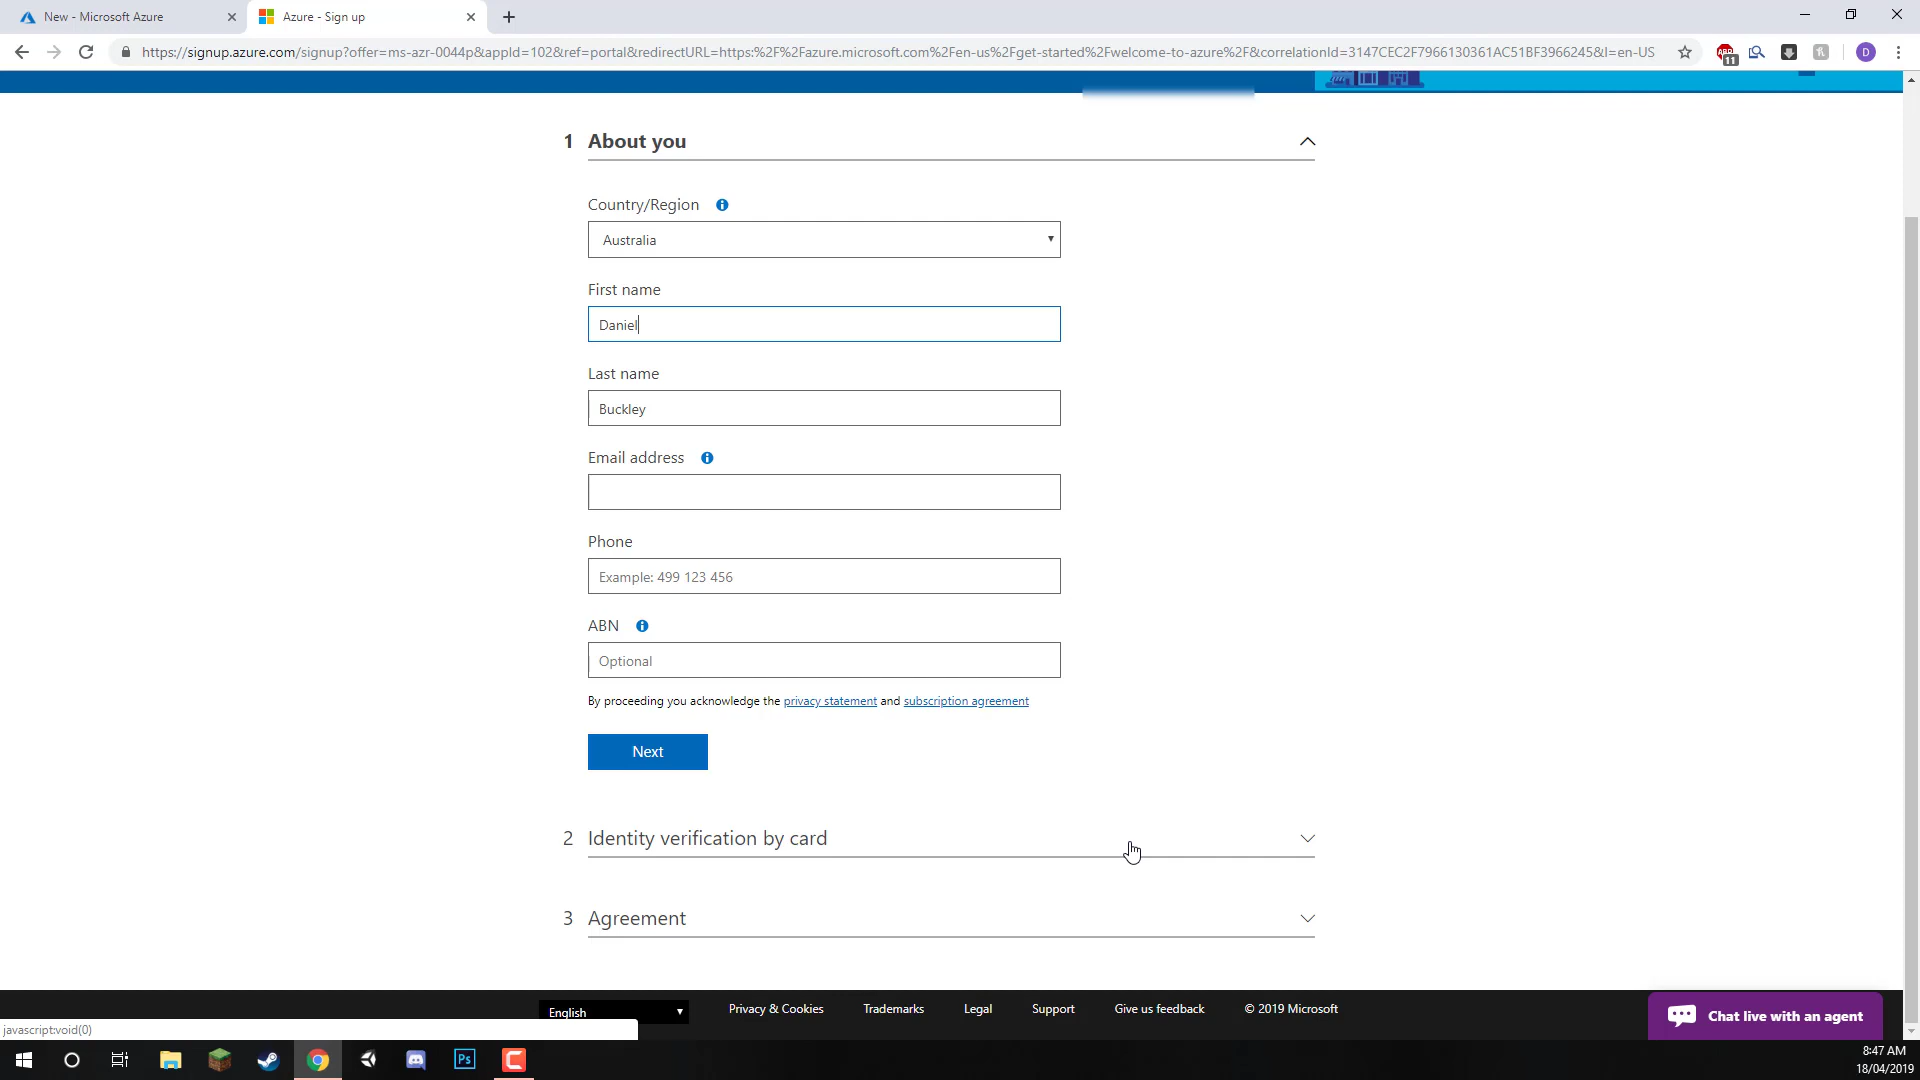 New - Microsoft Azure
Azure - Sign up
https://signup.azure.com/signup?offer=ms-azr-0044p&appId=102&ref=portal&redirectURL=https:%2F%2Fazure.microsoft.com%2Fen-us%2Fget-started%2Fwelcome-to-azure%2F&correlationId=3147CEC2F7966130361AC51BF3966245&l=en-US
ABP
11
D
1 About you
Country/Region
Australia
First name
Daniel
Last name
Buckley
Email address
Phone
Example: 499 123 456
ABN
Optional
By proceeding you acknowledge the privacy statement and subscription agreement
Next
2 Identity verification by card
3 Agreement
English
Privacy & Cookies
Trademarks
Legal
Support
Give us feedback
© 2019 Microsoft
Chat live with an agent
javascript:void(0)
Ps
8:47 AM
18/04/2019